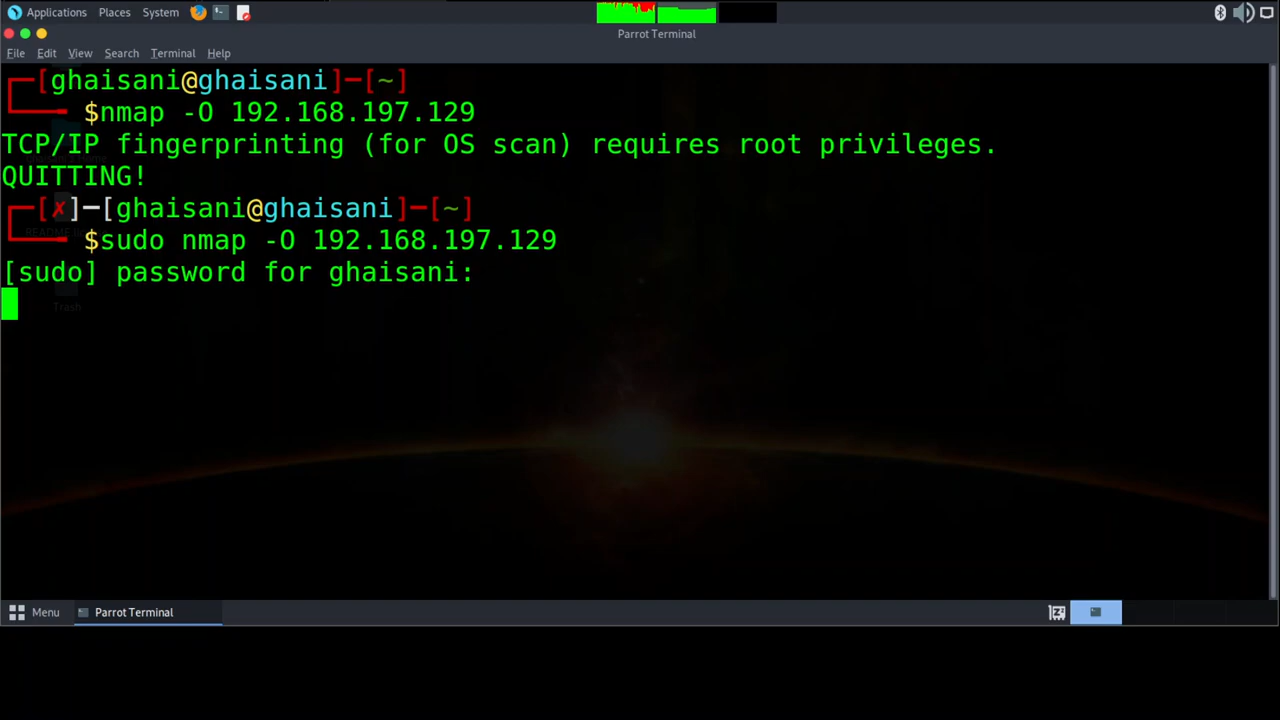 Applications Places System
Parrot Terminal
File Edit View Search Terminal Help
┌─[ghaisani@ghaisani]─[~]
└──╼ $nmap -O 192.168.197.129
TCP/IP fingerprinting (for OS scan) requires root privileges.
QUITTING!
┌─[✗]─[ghaisani@ghaisani]─[~]
└──╼ $sudo nmap -O 192.168.197.129
[sudo] password for ghaisani:
Trash
Menu Parrot Terminal